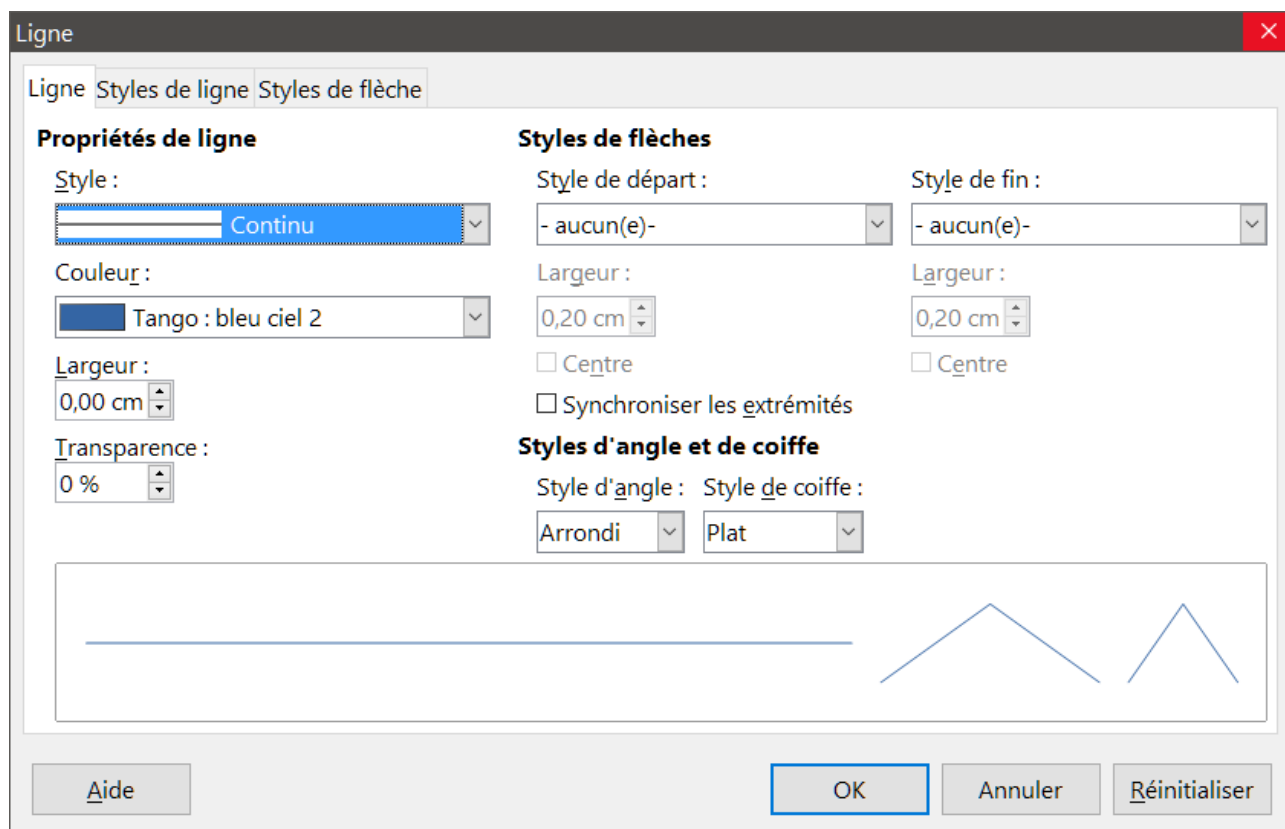 Ligne
Ligne Styles de ligne Styles de flèche
Propriétés de ligne
Style :
Continu
Couleur :
Tango : bleu ciel 2
Largeur :
0,00 cm
Transparence :
0 %
Styles de flèches
Style de départ :
- aucun(e)-
Largeur :
0,20 cm
Centre
Style de fin :
- aucun(e)-
Largeur :
0,20 cm
Centre
Synchroniser les extrémités
Styles d'angle et de coiffe
Style d'angle : Style de coiffe :
Arrondi Plat
Aide OK Annuler Réinitialiser